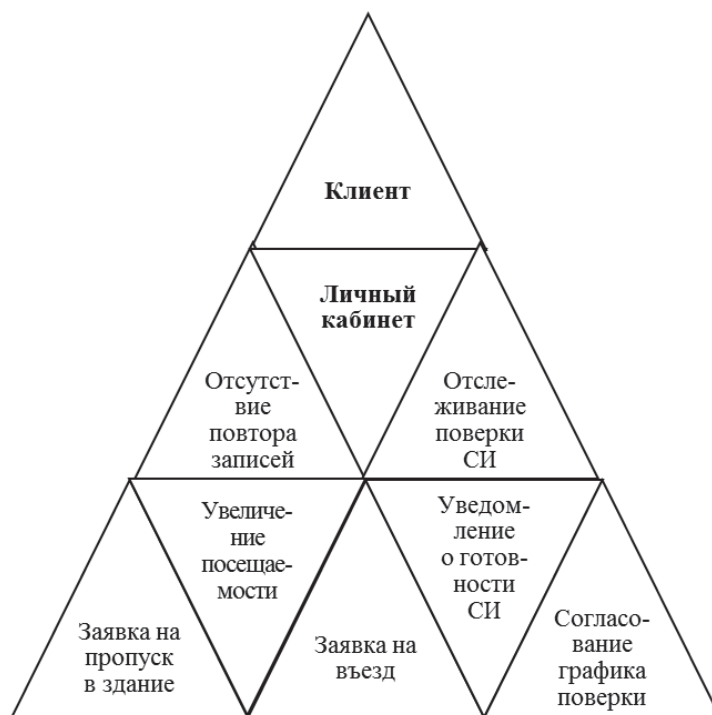 Клиент
Личный
кабинет
Отсутст-
вие
повтора
записей
Отсле-
живание
поверки
СИ
Увеличе-
ние
посещае-
мости
Уведом-
ление
о готов-
ности
СИ
Заявка на
пропуск
в здание
Заявка на
въезд
Согласо-
вание
графика
поверки